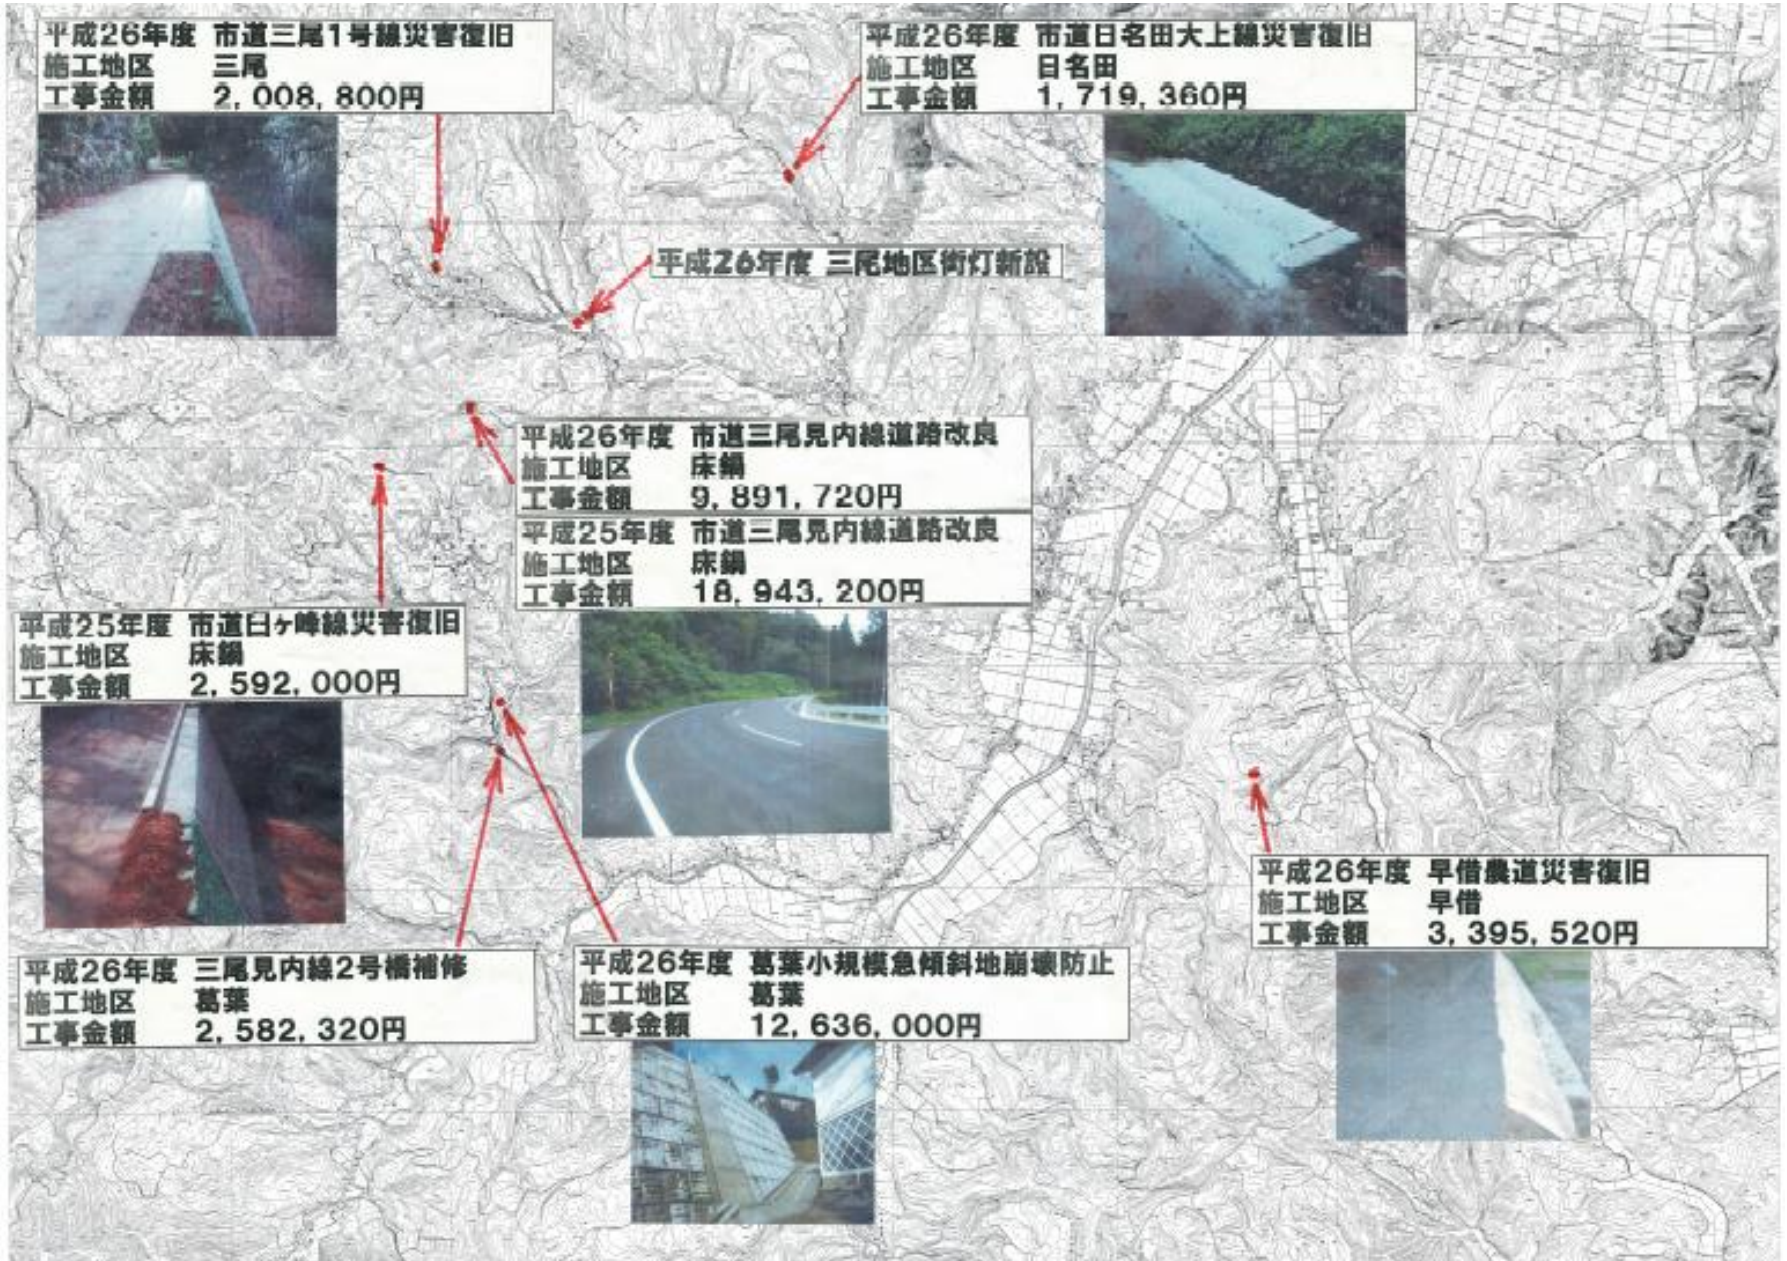 平成26年度 市道三尾1号線災害復旧
施工地区 三尾
工事金額 2,008,800円
平成26年度 市道日名田大上線災害復旧
施工地区 日名田
工事金額 1,719,360円
平成26年度 三尾地区街灯新設
平成26年度 市道三尾見内線道路改良
施工地区 床鍋
工事金額 9,891,720円
平成25年度 市道三尾見内線道路改良
施工地区 床鍋
工事金額 18,943,200円
平成25年度 市道臼ヶ峰線災害復旧
施工地区 床鍋
工事金額 2,592,000円
平成26年度 三尾見内線2号橋補修
施工地区 葛葉
工事金額 2,582,320円
平成26年度 葛葉小規模急傾斜地崩壊防止
施工地区 葛葉
工事金額 12,636,000円
平成26年度 早借農道災害復旧
施工地区 早借
工事金額 3,395,520円